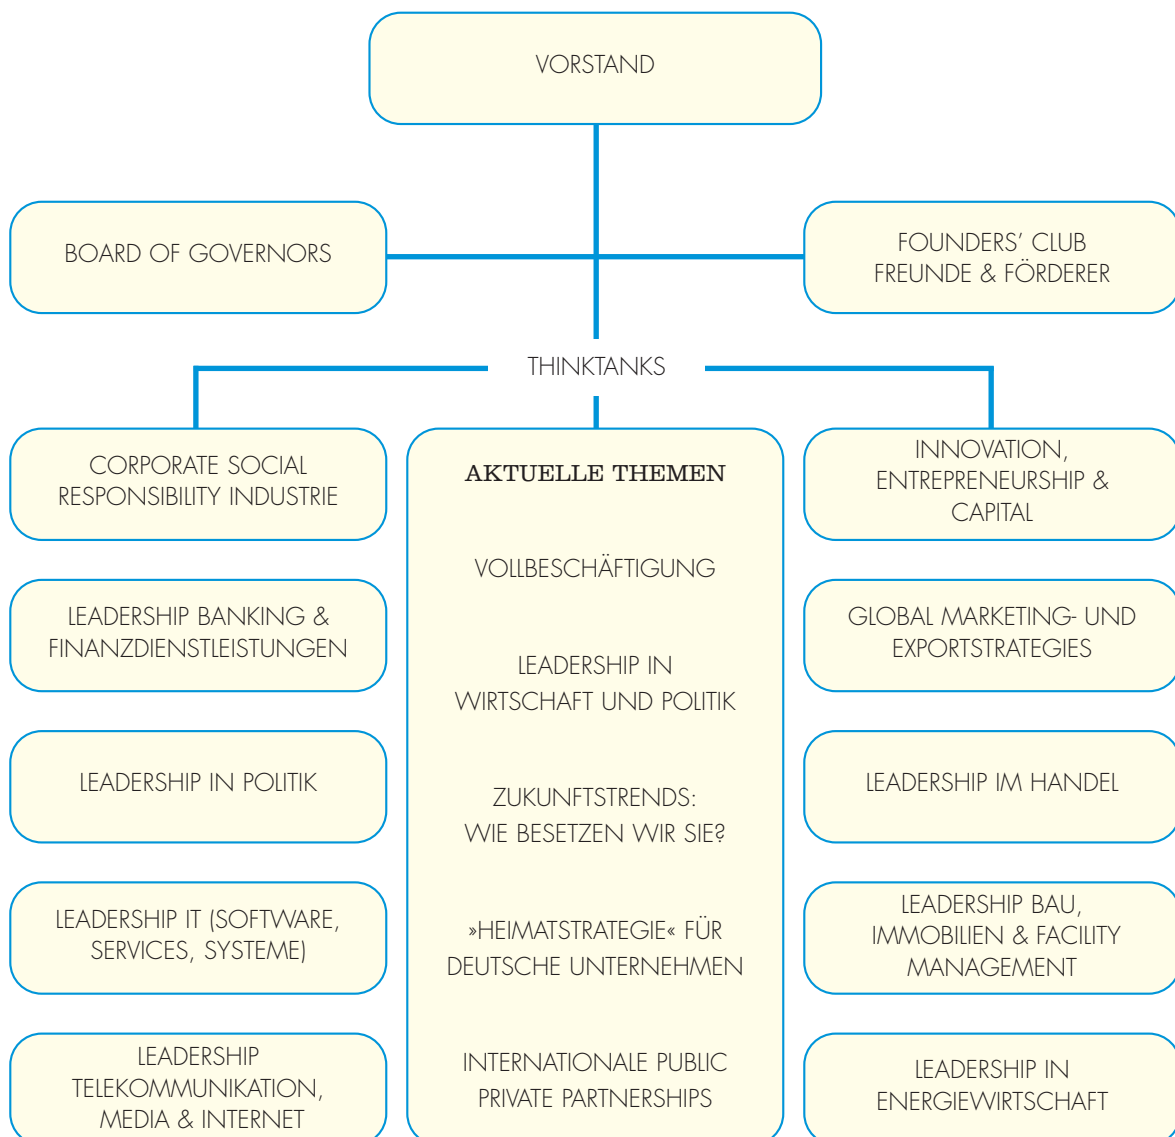 VORSTAND
BOARD OF GOVERNORS
FOUNDERS’ CLUB
FREUNDE & FÖRDERER
THINKTANKS
CORPORATE SOCIAL
RESPONSIBILITY INDUSTRIE
LEADERSHIP BANKING &
FINANZDIENSTLEISTUNGEN
LEADERSHIP IN POLITIK
LEADERSHIP IT (SOFTWARE,
SERVICES, SYSTEME)
LEADERSHIP
TELEKOMMUNIKATION,
MEDIA & INTERNET
AKTUELLE THEMEN
VOLLBESCHÄFTIGUNG
LEADERSHIP IN
WIRTSCHAFT UND POLITIK
ZUKUNFTSTRENDS:
WIE BESETZEN WIR SIE?
»HEIMATSTRATEGIE« FÜR
DEUTSCHE UNTERNEHMEN
INTERNATIONALE PUBLIC
PRIVATE PARTNERSHIPS
INNOVATION,
ENTREPRENEURSHIP &
CAPITAL
GLOBAL MARKETING- UND
EXPORTSTRATEGIES
LEADERSHIP IM HANDEL
LEADERSHIP BAU,
IMMOBILIEN & FACILITY
MANAGEMENT
LEADERSHIP IN
ENERGIEWIRTSCHAFT